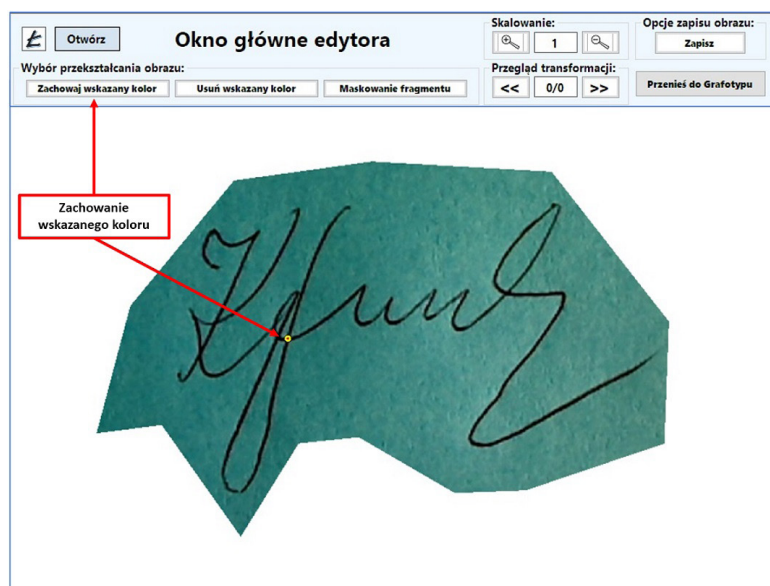 Otwórz
Okno główne edytora
Skalowanie:
1
Opcje zapisu obrazu:
Zapisz
Wybór przekształcania obrazu:
Zachowaj wskazany kolor
Usuń wskazany kolor
Maskowanie fragmentu
Przegląd transformacji:
<<
0/0
>>
Przenieś do Grafotypu
Zachowanie
wskazanego koloru